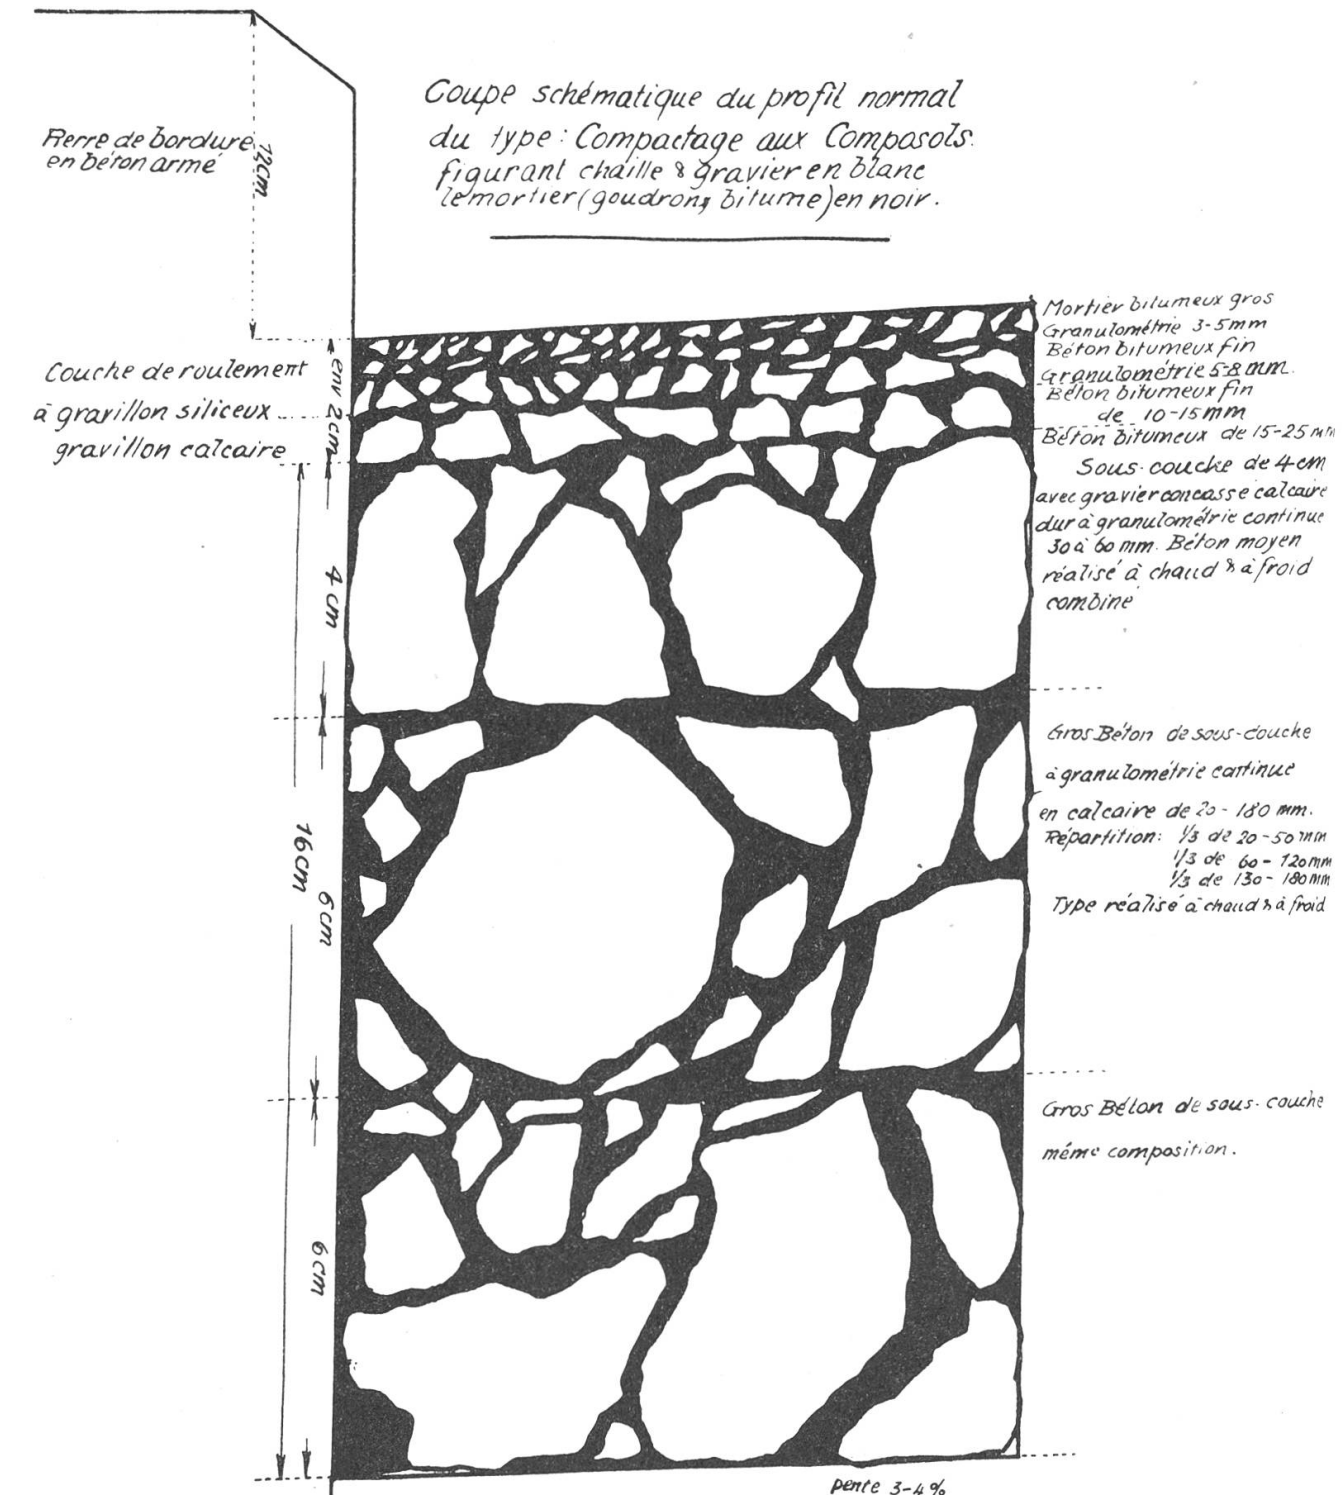 Coupe schématique du profil normal
du type: Compactage aux Composols.
figurant chaille & gravier en blanc
le mortier (goudron, bitume) en noir.
Pierre de bordure
en béton armé
12cm
Couche de roulement
à gravillon siliceux
gravillon calcaire
env 2cm
4 cm
16cm
6cm
6 cm
Mortier bitumeux gros
Granulométrie 3-5mm
Béton bitumeux fin
Granulométrie 5-8 mm.
Béton bitumeux fin
de 10-15mm
Béton bitumeux de 15-25 mm
Sous-couche de 4 cm
avec gravier concassé calcaire
dur à granulométrie continue
30 à 60 mm. Béton moyen
réalisé à chaud & à froid
combiné
Gros Béton de sous-couche
à granulométrie continue
en calcaire de 20-180 mm.
Répartition: 1/3 de 20-50 mm
1/3 de 60-120mm
1/3 de 130-180mm
Type réalisé à chaud & à froid
Gros Béton de sous-couche
même composition.
pente 3-4%